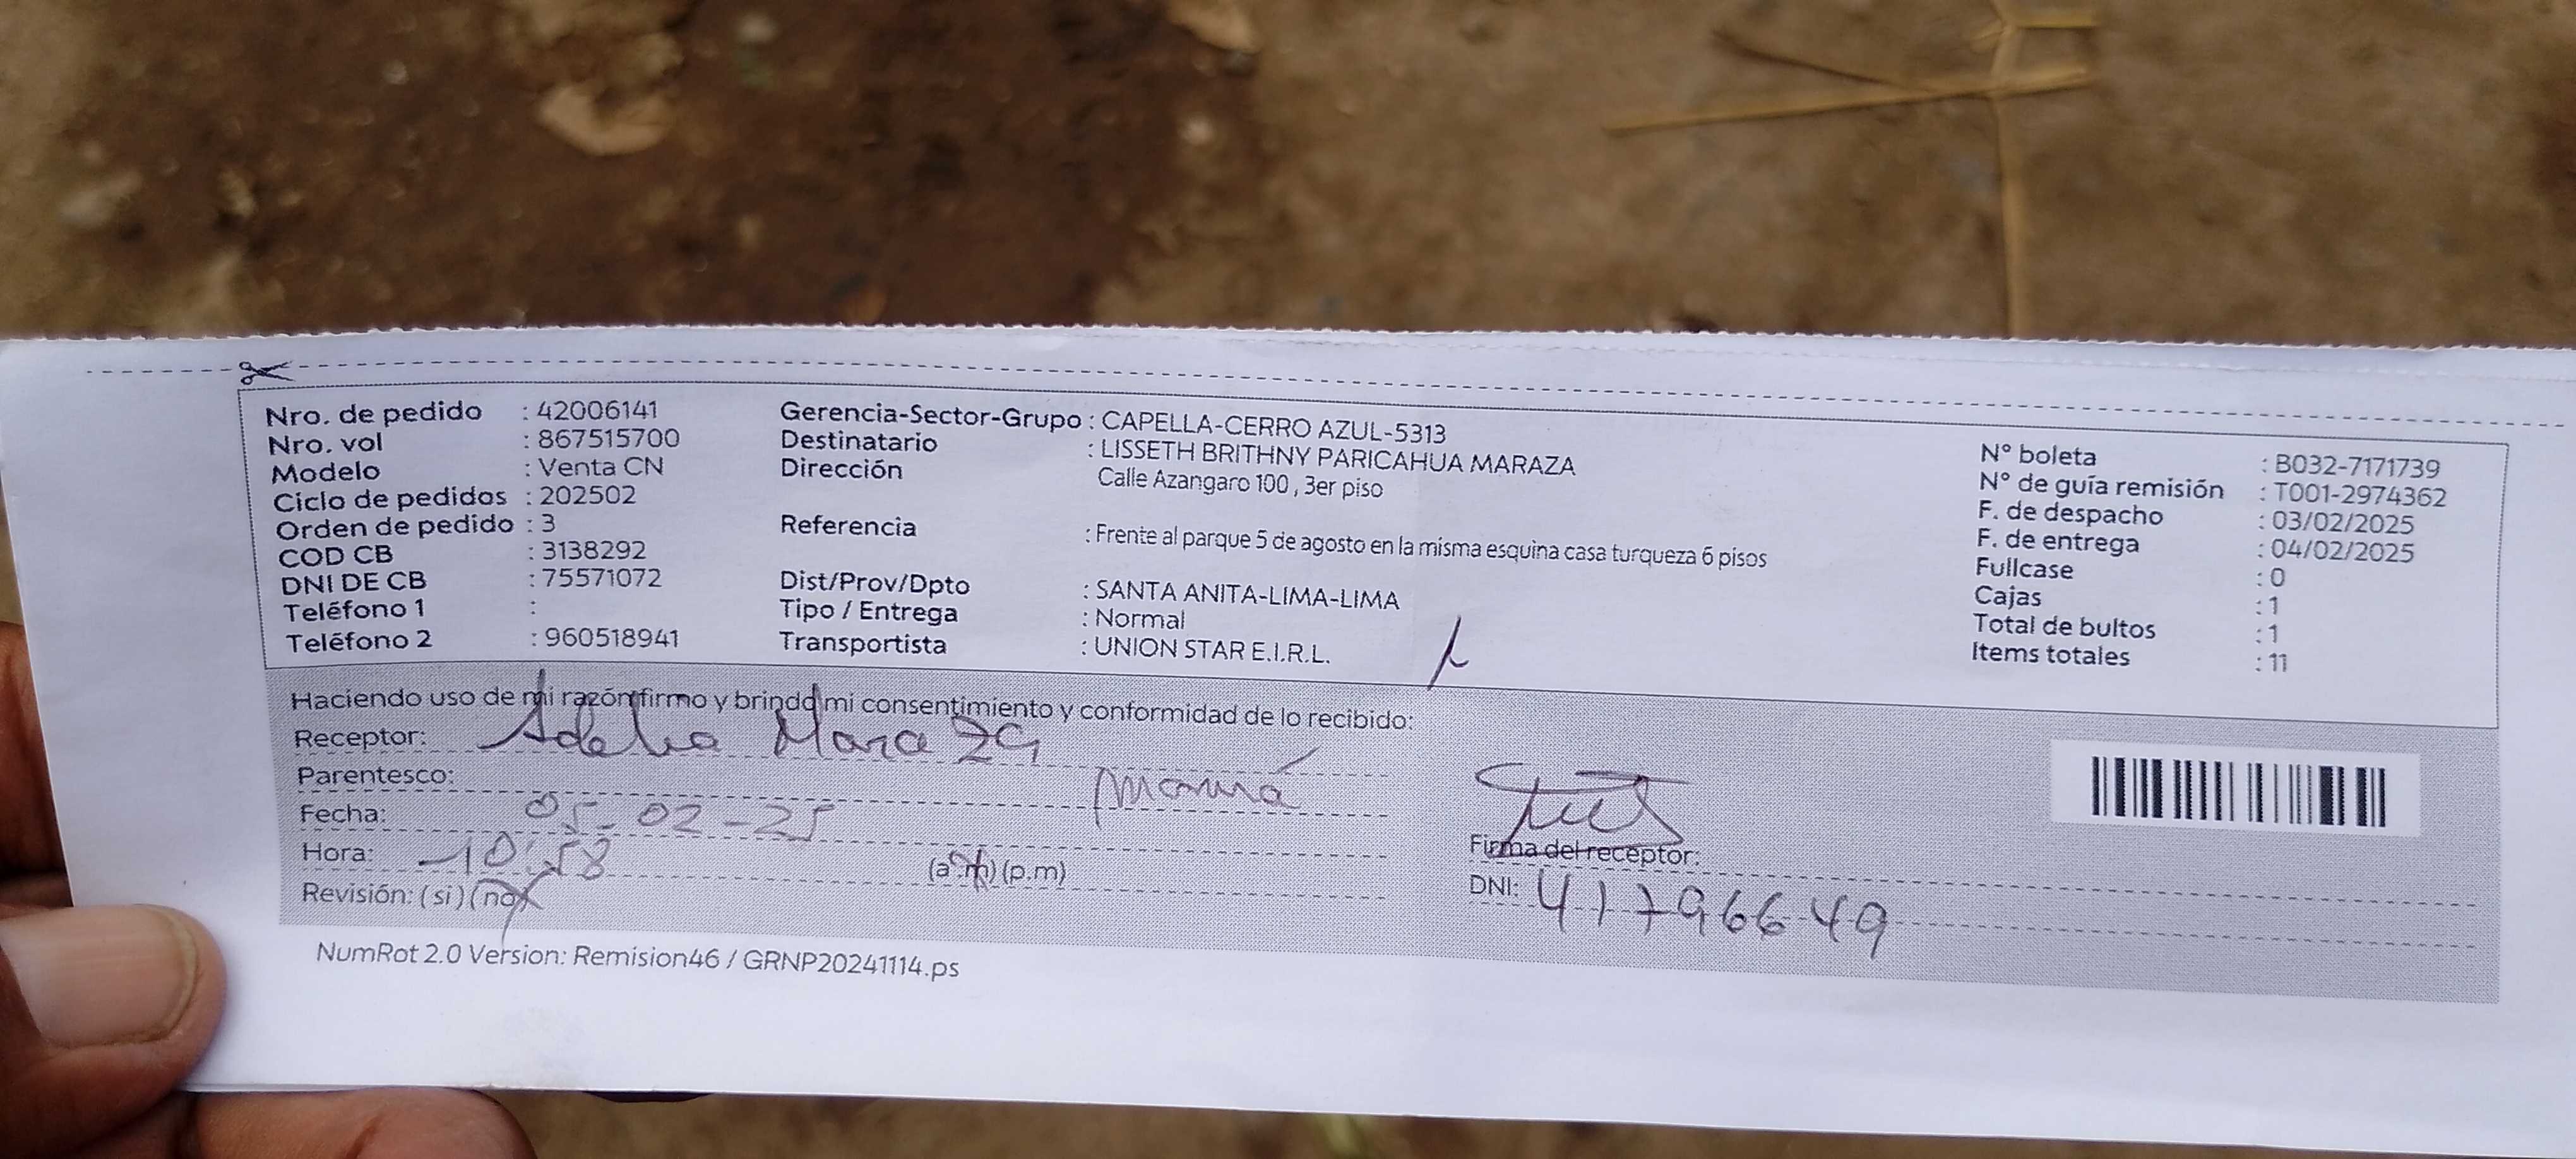 Nro. de pedido : 42006141
Nro. vol : 867515700
Modelo : Venta CN
Ciclo de pedidos : 202502
Orden de pedido : 3
COD CB : 3138292
DNI DE CB : 75571072
Teléfono 1 :
Teléfono 2 : 960518941
Gerencia-Sector-Grupo : CAPELLA-CERRO AZUL-5313
Destinatario : LISSETH BRITHNY PARICAHUA MARAZA
Dirección Calle Azangaro 100 , 3er piso
Referencia : Frente al parque 5 de agosto en la misma esquina casa turqueza 6 pisos
Dist/Prov/Dpto : SANTA ANITA-LIMA-LIMA
Tipo / Entrega : Normal
Transportista : UNION STAR E.I.R.L.
N° boleta : B032-7171739
N° de guía remisión : T001-2974362
F. de despacho : 03/02/2025
F. de entrega : 04/02/2025
Fullcase : 0
Cajas : 1
Total de bultos : 1
Items totales : 11
Haciendo uso de mi razón firmo y brindo mi consentimiento y conformidad de lo recibido:
Receptor: Adelia Maraza
Parentesco: Mamá
Fecha: 05-02-25
Hora: 10:58 (a.m) (p.m)
Revisión: (si) (no)
Firma del receptor:
DNI: 41796649
NumRot 2.0 Version: Remision46 / GRNP20241114.ps